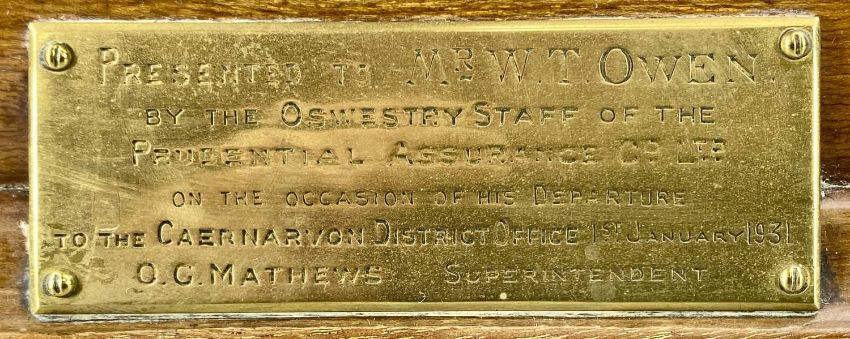 PRESENTED TO MR. W.T. OWEN.
BY THE OSWESTRY STAFF OF THE
PRUDENTIAL ASSURANCE CO LTD
ON THE OCCASION OF HIS DEPARTURE
TO THE CAERNARVON DISTRICT OFFICE 1ST JANUARY 1931
O.G. MATHEWS SUPERINTENDENT